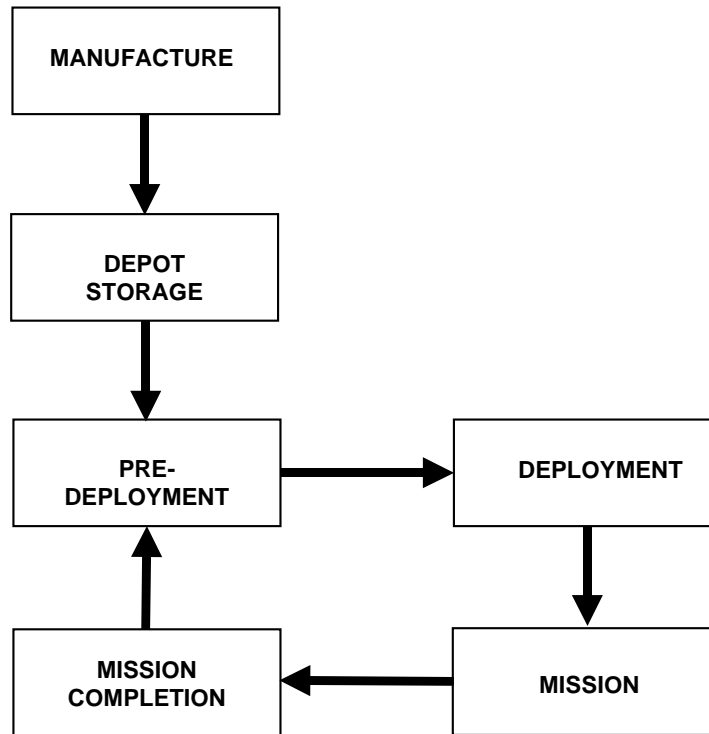 MANUFACTURE
DEPOT
STORAGE
PRE-
DEPLOYMENT
DEPLOYMENT
MISSION
COMPLETION
MISSION